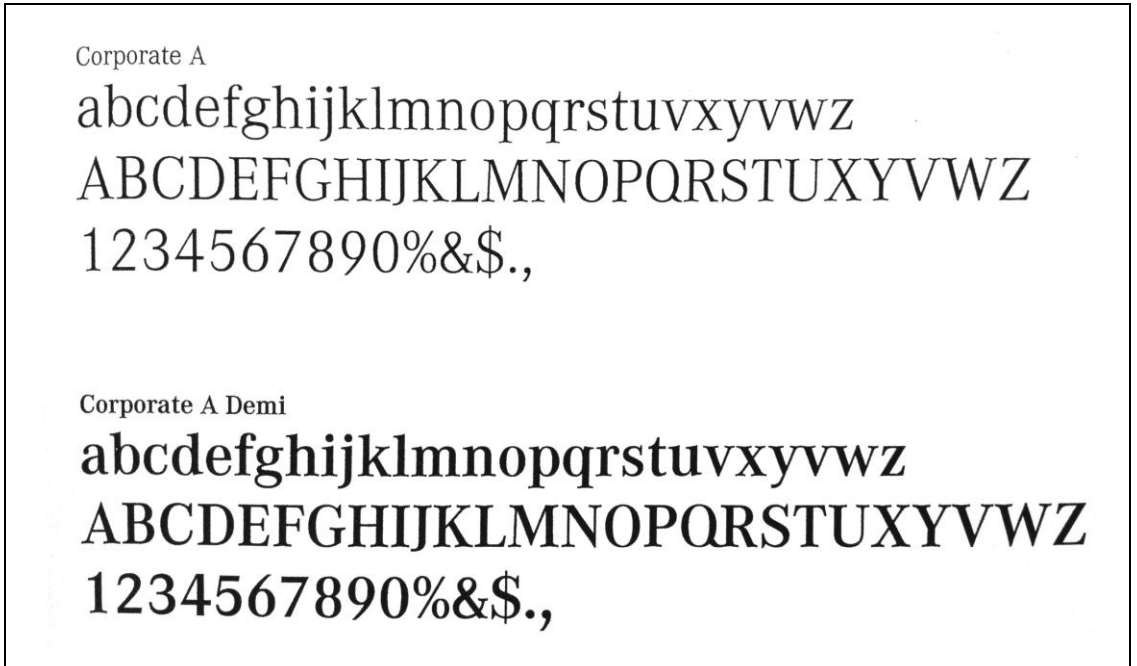 Corporate A
abcdefghijklmnopqrstuvxyvwz
ABCDEFGHIJKLMNOPQRSTUXYVWZ
1234567890%&$.,
Corporate A Demi
abcdefghijklmnopqrstuvxyvwz
ABCDEFGHIJKLMNOPQRSTUXYVWZ
1234567890%&$.,